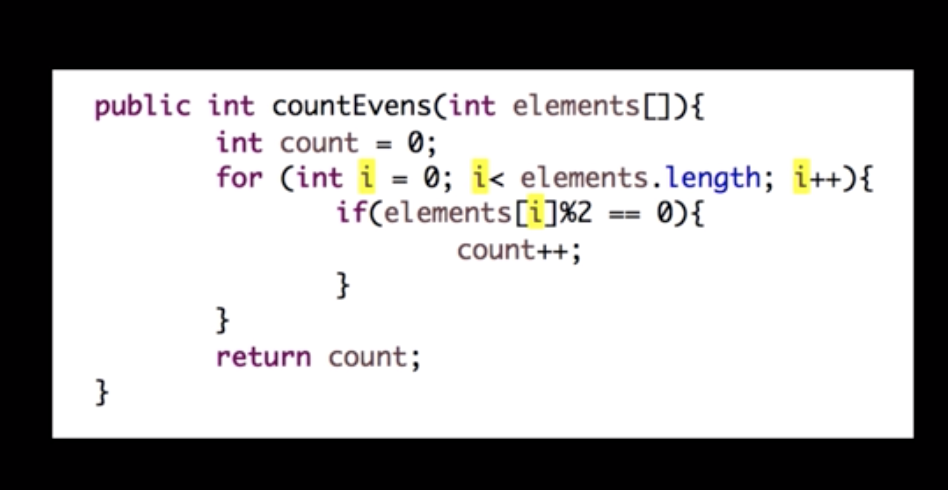 public int countEvens(int elements[]){
int count = 0;
for (int i = 0; i< elements.length; i++){
if(elements[i]%2 == 0){
count++;
}
}
return count;
}